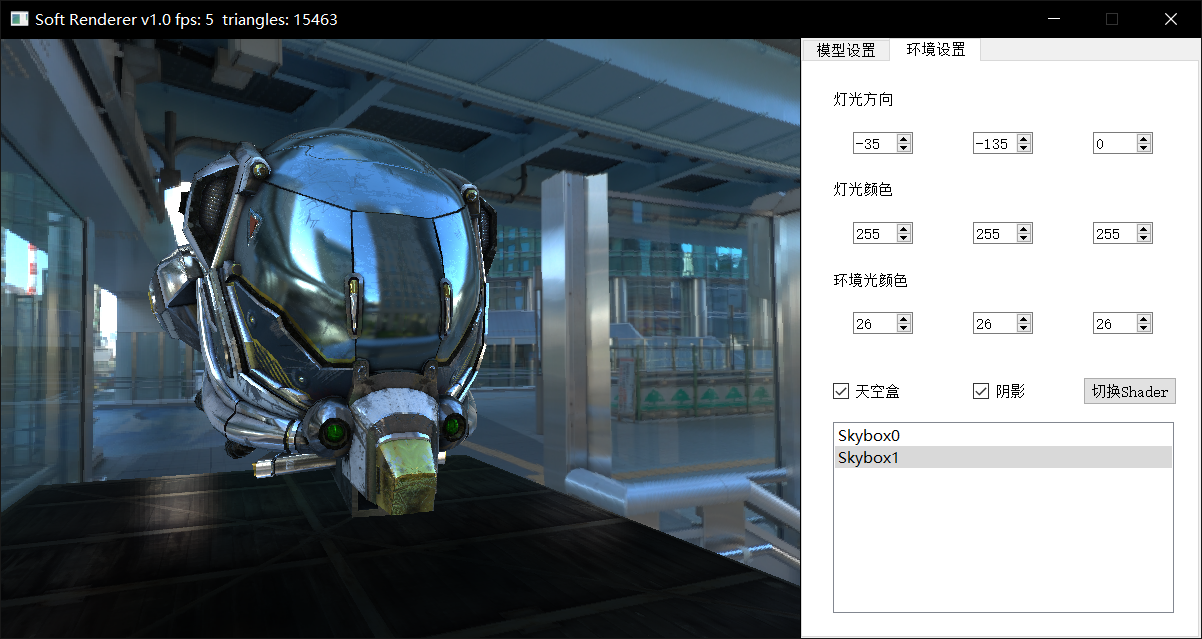 Soft Renderer v1.0 fps: 5 triangles: 15463
模型设置 环境设置
灯光方向
-35 -135 0
灯光颜色
255 255 255
环境光颜色
26 26 26
天空盒 阴影 切换Shader
Skybox0
Skybox1